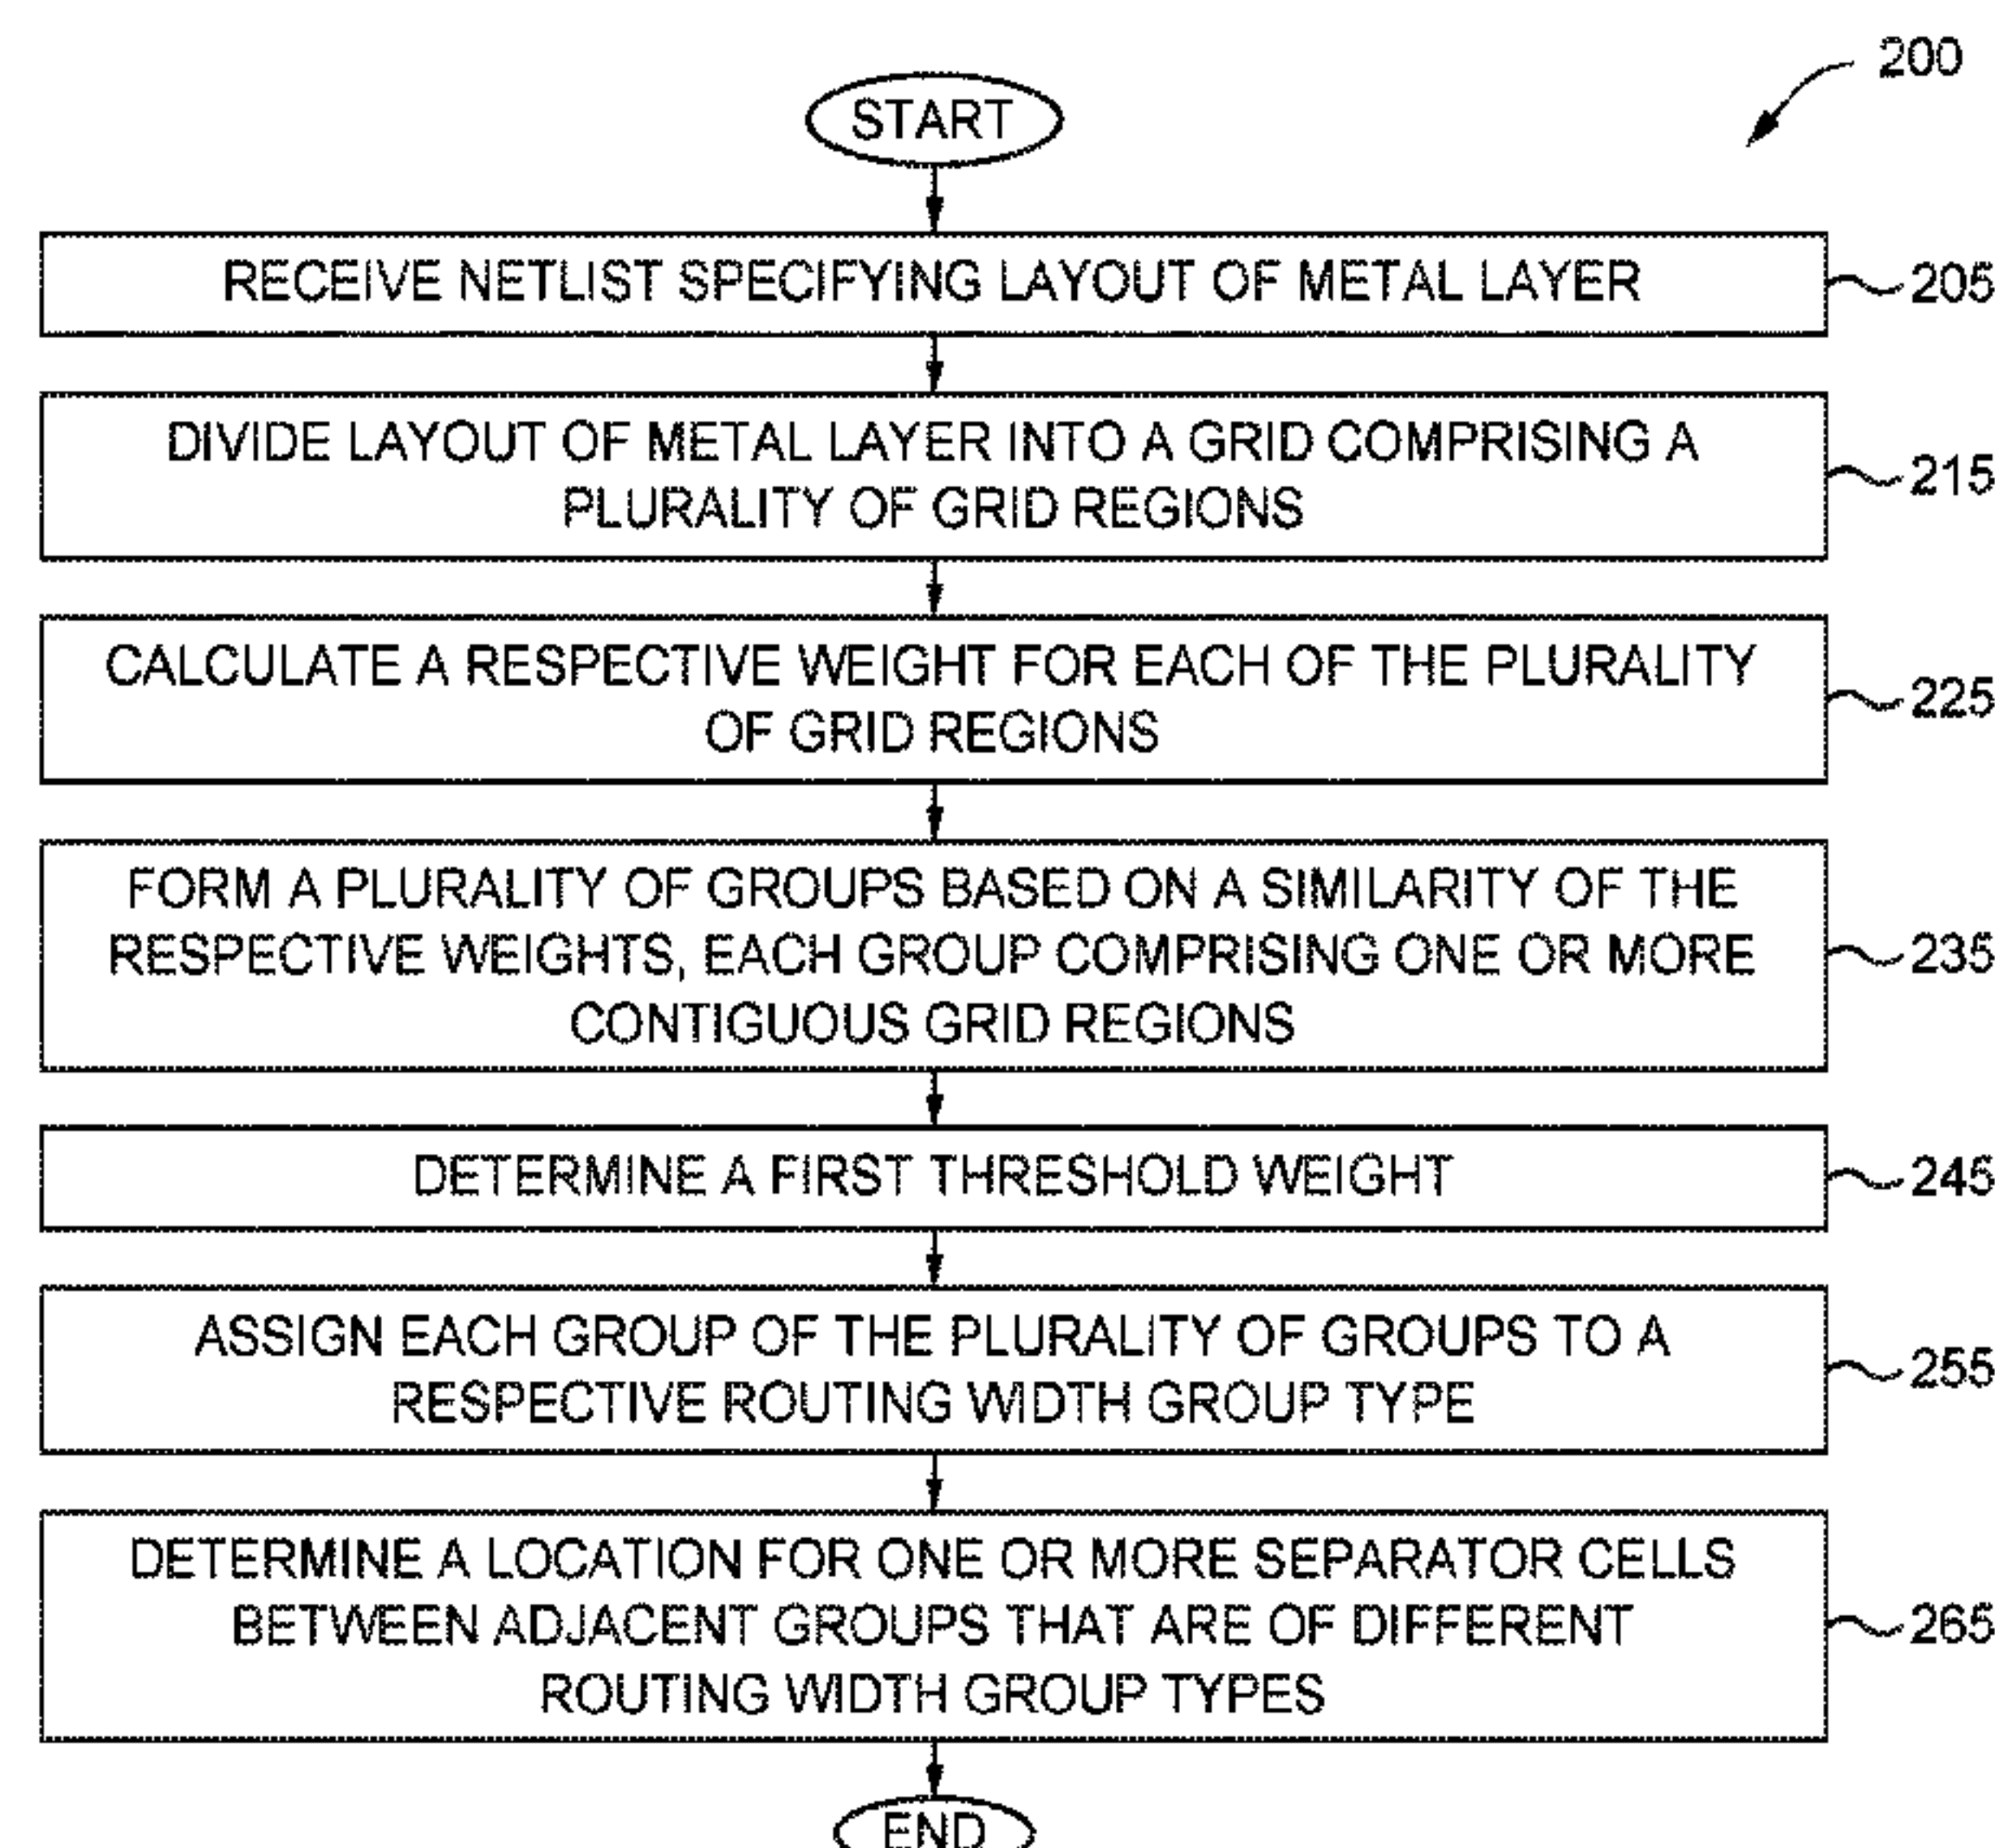 200
START
RECEIVE NETLIST SPECIFYING LAYOUT OF METAL LAYER
205
DIVIDE LAYOUT OF METAL LAYER INTO A GRID COMPRISING A
PLURALITY OF GRID REGIONS
215
CALCULATE A RESPECTIVE WEIGHT FOR EACH OF THE PLURALITY
OF GRID REGIONS
225
FORM A PLURALITY OF GROUPS BASED ON A SIMILARITY OF THE
RESPECTIVE WEIGHTS, EACH GROUP COMPRISING ONE OR MORE
CONTIGUOUS GRID REGIONS
235
DETERMINE A FIRST THRESHOLD WEIGHT
245
ASSIGN EACH GROUP OF THE PLURALITY OF GROUPS TO A
RESPECTIVE ROUTING WIDTH GROUP TYPE
255
DETERMINE A LOCATION FOR ONE OR MORE SEPARATOR CELLS
BETWEEN ADJACENT GROUPS THAT ARE OF DIFFERENT
ROUTING WIDTH GROUP TYPES
265
END